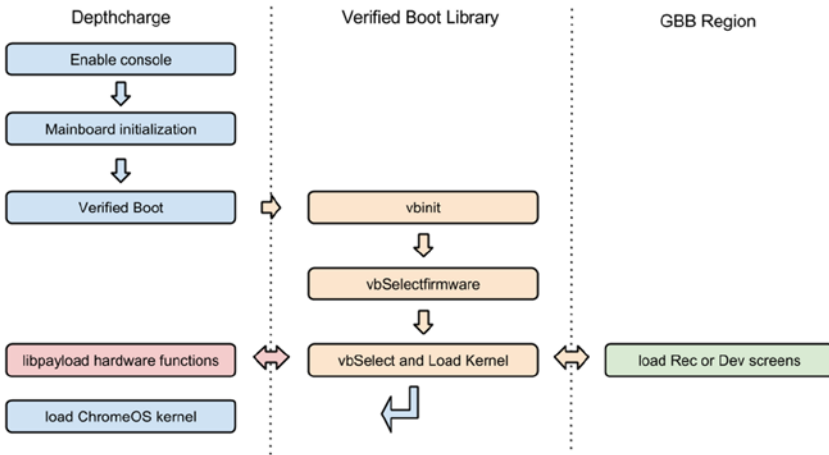 Depthcharge
Verified Boot Library
GBB Region
Enable console
Mainboard initialization
Verified Boot
vbinit
vbSelectfirmware
libpayload hardware functions
vbSelect and Load Kernel
load Rec or Dev screens
load ChromeOS kernel